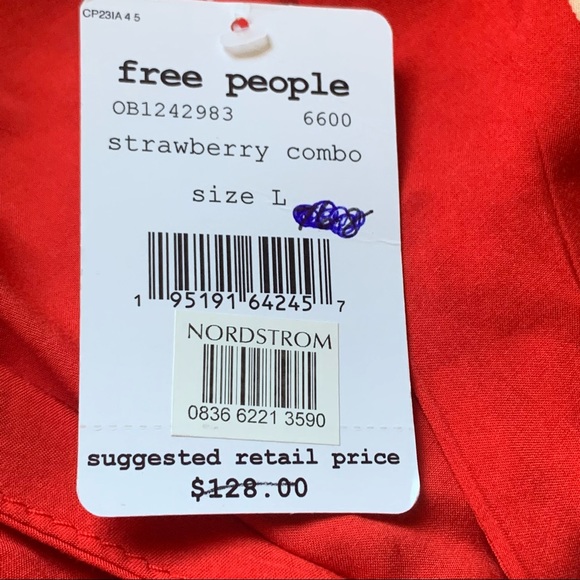 CP23IA 4 5
free people
OB1242983 6600
strawberry combo
size L
1 95191 64245 7
NORDSTROM
0836 6221 3590
suggested retail price
$128.00